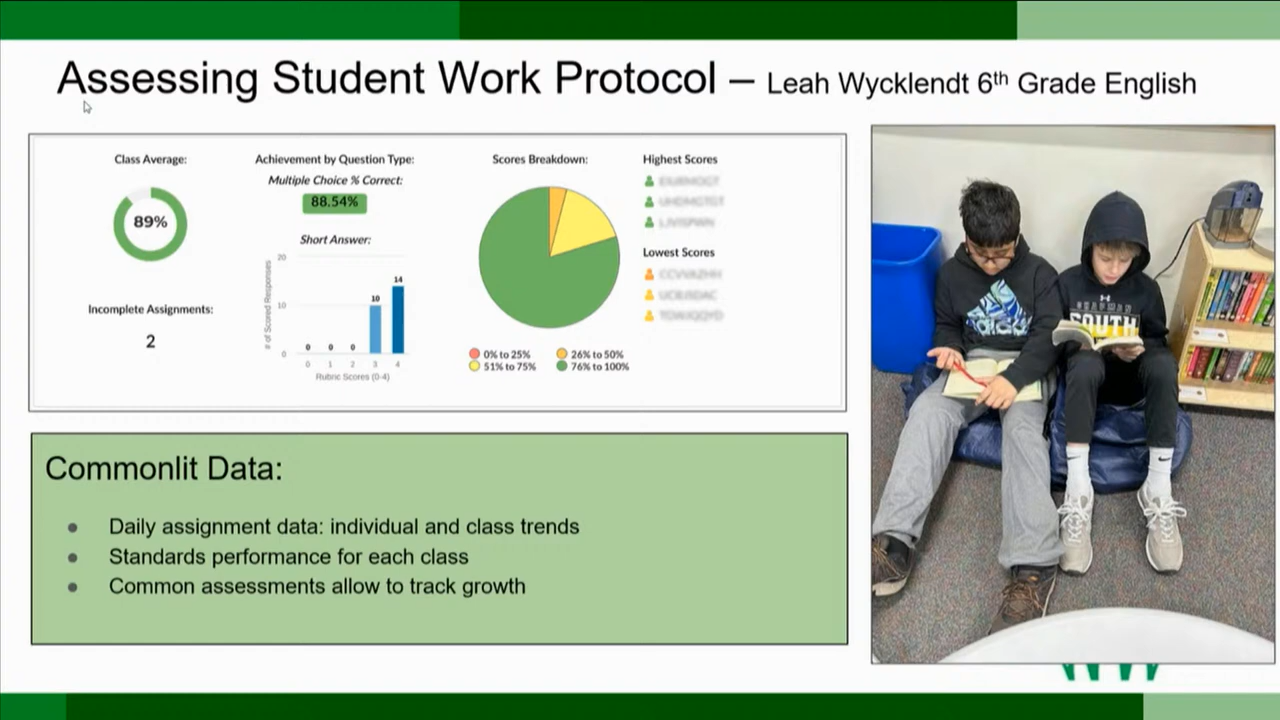 Assessing Student Work Protocol – Leah Wycklendt 6th Grade English
Class Average:
89%
Incomplete Assignments:
2
Achievement by Question Type:
Multiple Choice % Correct:
88.54%
Short Answer:
# of Scored Responses
20
10
0
0
0
0
10
14
0
1
2
3
4
Rubric Scores (0-4)
Scores Breakdown:
0% to 25%
26% to 50%
51% to 75%
76% to 100%
Highest Scores
Lowest Scores
Commonlit Data:
● Daily assignment data: individual and class trends
● Standards performance for each class
● Common assessments allow to track growth
adidas
SOUTH